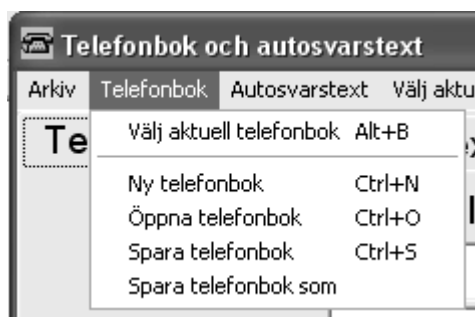 Telefonbok och autosvarstext
Arkiv Telefonbok Autosvarstext Välj aktu
Te
Välj aktuell telefonbok Alt+B
Ny telefonbok Ctrl+N
Öppna telefonbok Ctrl+O
Spara telefonbok Ctrl+S
Spara telefonbok som